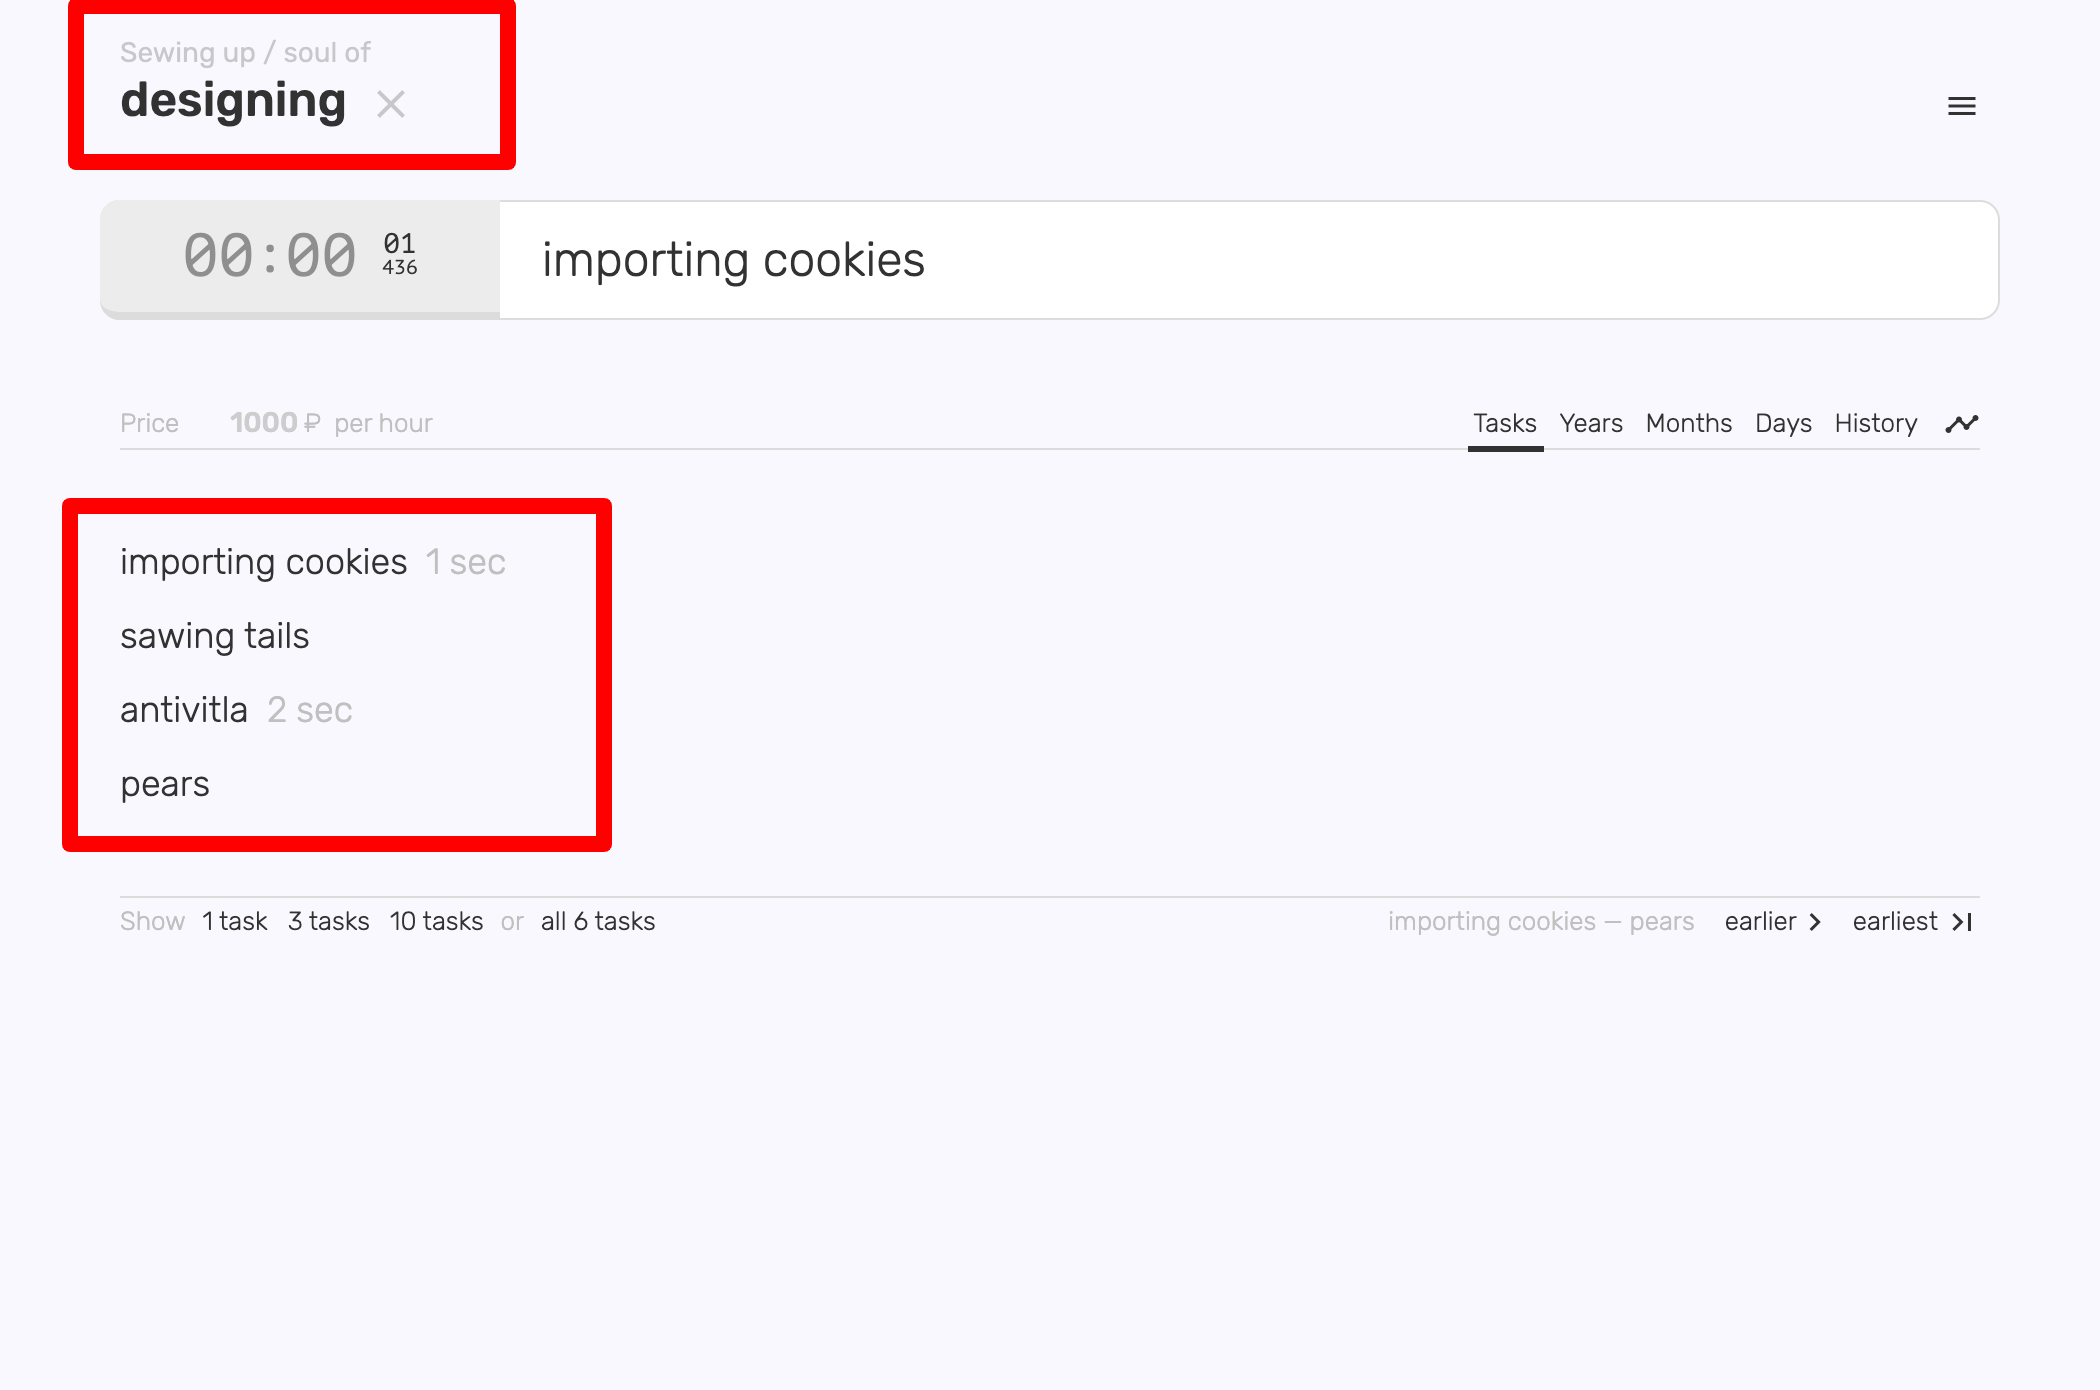 Sewing up / soul of
designing
00:00 01 436
importing cookies
Price 1000 ₽ per hour
Tasks Years Months Days History
importing cookies 1 sec
sawing tails
antivitla 2 sec
pears
Show 1 task 3 tasks 10 tasks or all 6 tasks
importing cookies — pears earlier earliest